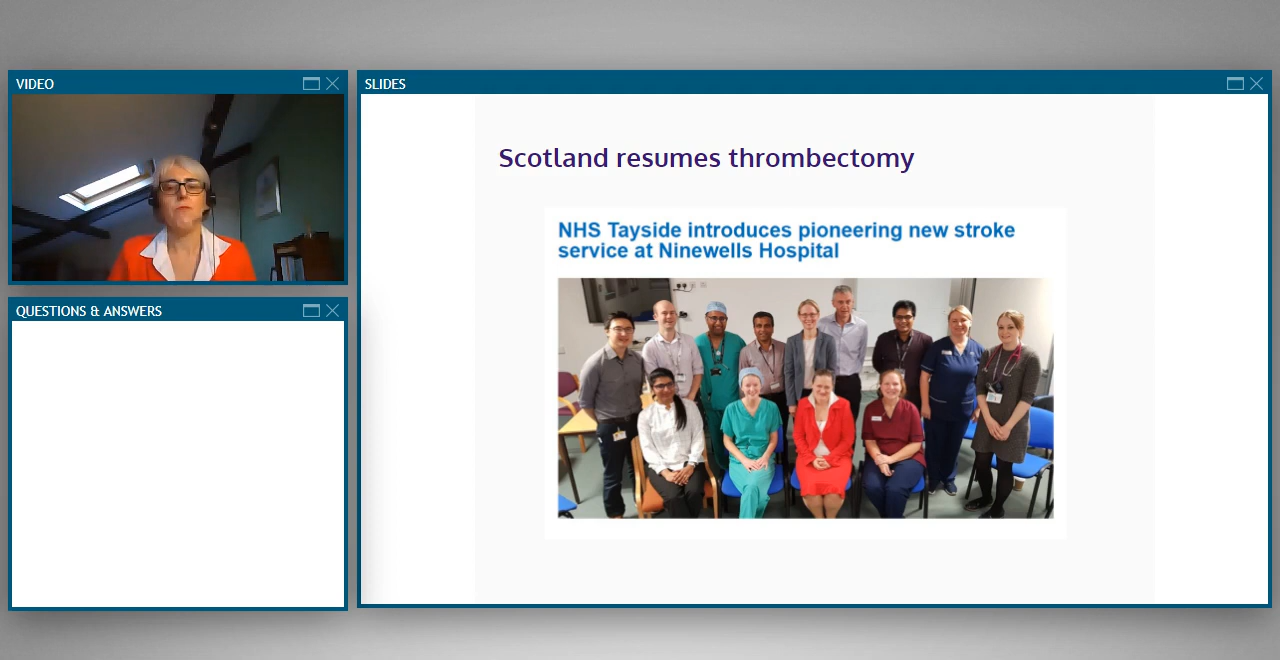 VIDEO
SLIDES
Scotland resumes thrombectomy
NHS Tayside introduces pioneering new stroke
service at Ninewells Hospital
QUESTIONS & ANSWERS